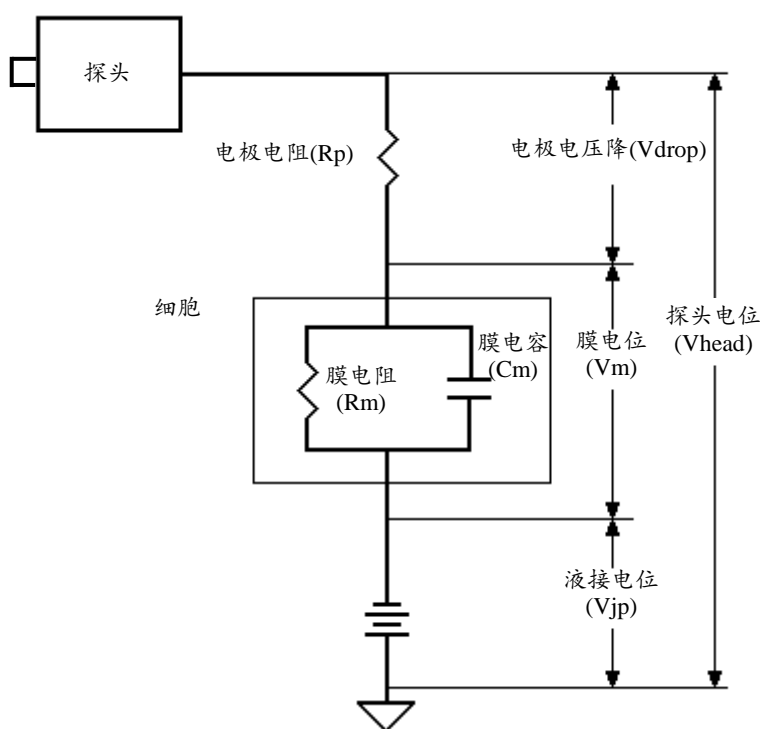 探头
电极电阻(Rp)
电极电压降(Vdrop)
细胞
膜电阻
(Rm)
膜电容
(Cm)
膜电位
(Vm)
探头电位
(Vhead)
液接电位
(Vjp)